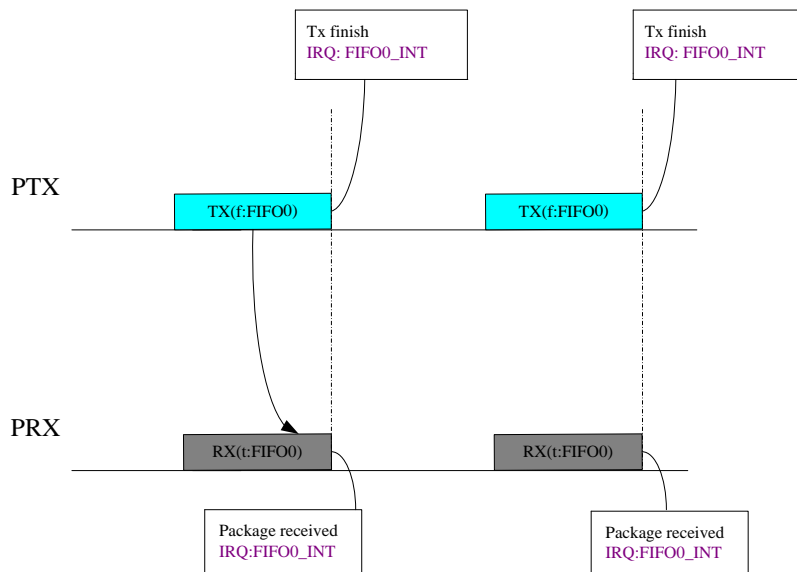 Tx finish
IRQ: FIFO0_INT
Tx finish
IRQ: FIFO0_INT
PTX
TX(f:FIFO0)
TX(f:FIFO0)
PRX
RX(t:FIFO0)
RX(t:FIFO0)
Package received
IRQ:FIFO0_INT
Package received
IRQ:FIFO0_INT